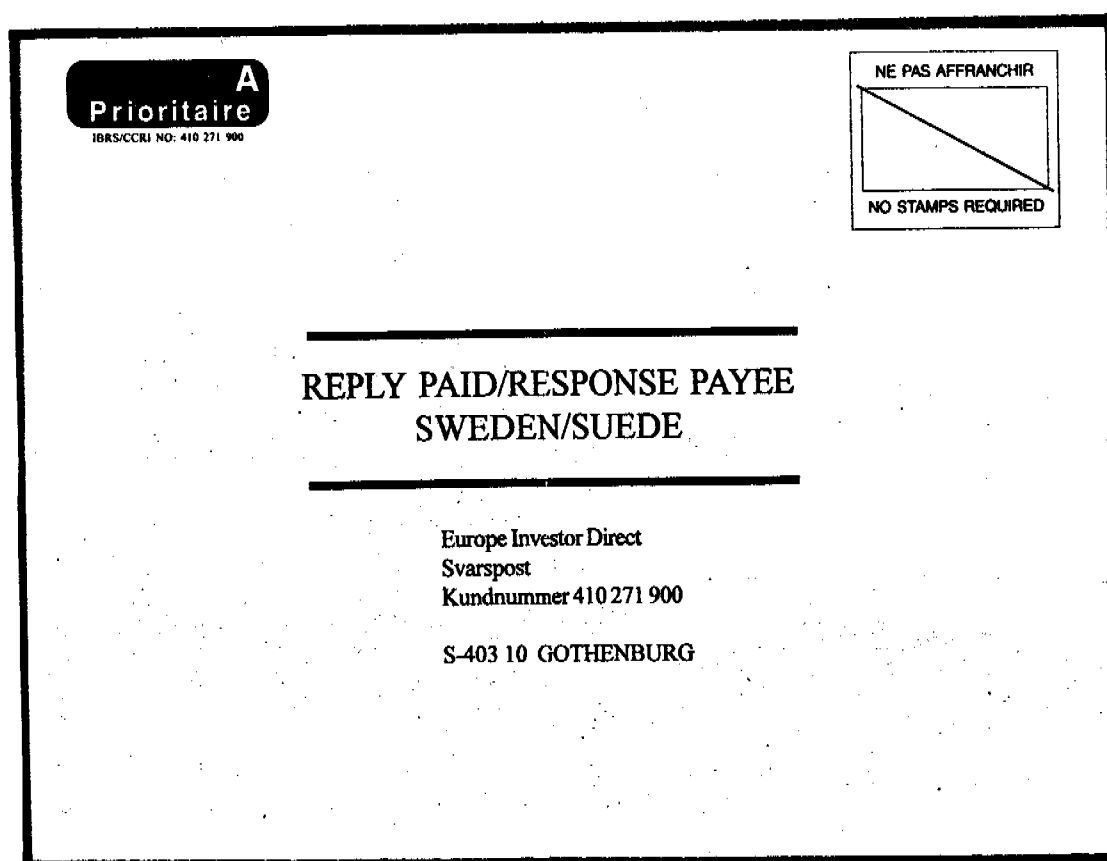 A
Prioritaire
IBRS/CCRI NO: 410 271 900
NE PAS AFFRANCHIR
NO STAMPS REQUIRED
REPLY PAID/RESPONSE PAYEE
SWEDEN/SUEDE
Europe Investor Direct
Svarspost
Kundnummer 410 271 900
S-403 10 GOTHENBURG